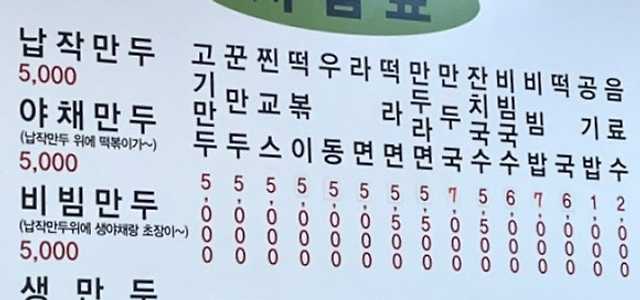 납작만두
5,000
야채만두
(납작만두 위에 떡볶이가~)
5,000
비빔만두
(납작만두위에 생야채랑 초장이~)
5,000
생만두
고기만두 5,000
꾼만두 5,000
찐교스 5,000
떡볶이 5,000
우동 5,000
라면 5,000
떡라면 5,500
만두라면 5,500
만두국 7,000
잔치국수 5,500
비빔국수 6,000
비빔밥 7,000
떡국 6,000
공기밥 1,000
음료수 2,000